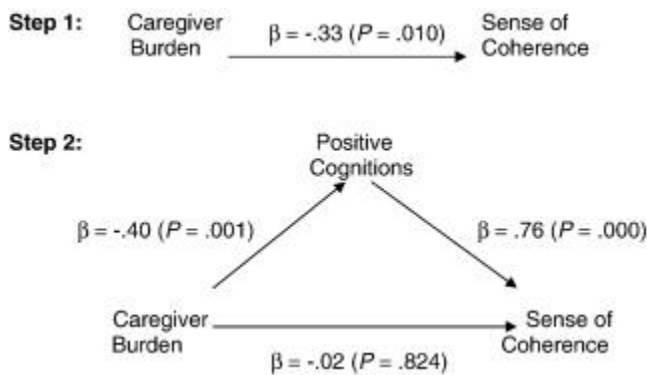 Step 1: Caregiver Burden β = -.33 (P = .010) Sense of Coherence
Step 2: Positive Cognitions
β = -.40 (P = .001) β = .76 (P = .000)
Caregiver Burden Sense of Coherence
β = -.02 (P = .824)